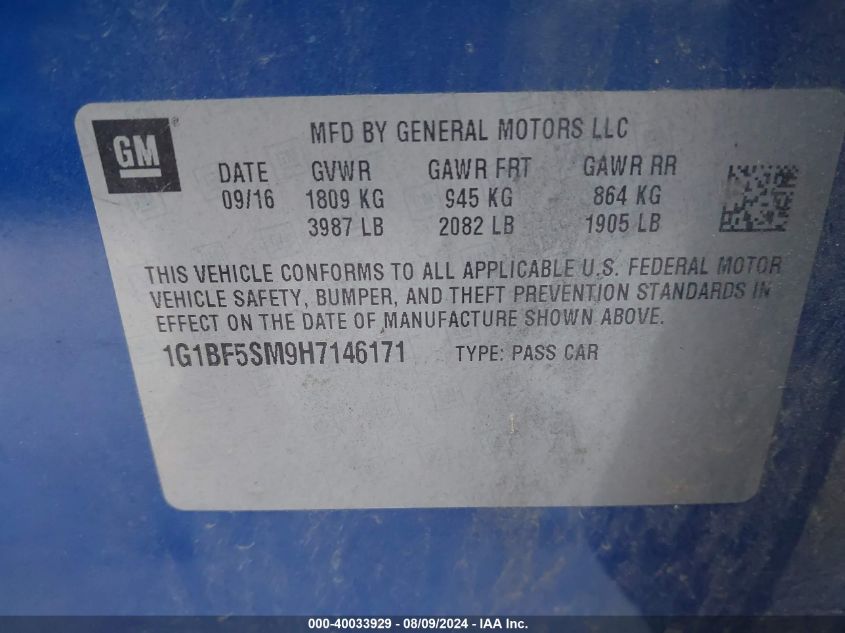 GM®
MFD BY GENERAL MOTORS LLC
DATE GVWR GAWR FRT GAWR RR
09/16 1809 KG 945 KG 864 KG
3987 LB 2082 LB 1905 LB
THIS VEHICLE CONFORMS TO ALL APPLICABLE U.S. FEDERAL MOTOR
VEHICLE SAFETY, BUMPER, AND THEFT PREVENTION STANDARDS IN
EFFECT ON THE DATE OF MANUFACTURE SHOWN ABOVE.
1G1BF5SM9H7146171 TYPE: PASS CAR
000-40033929 - 08/09/2024 - IAA Inc.